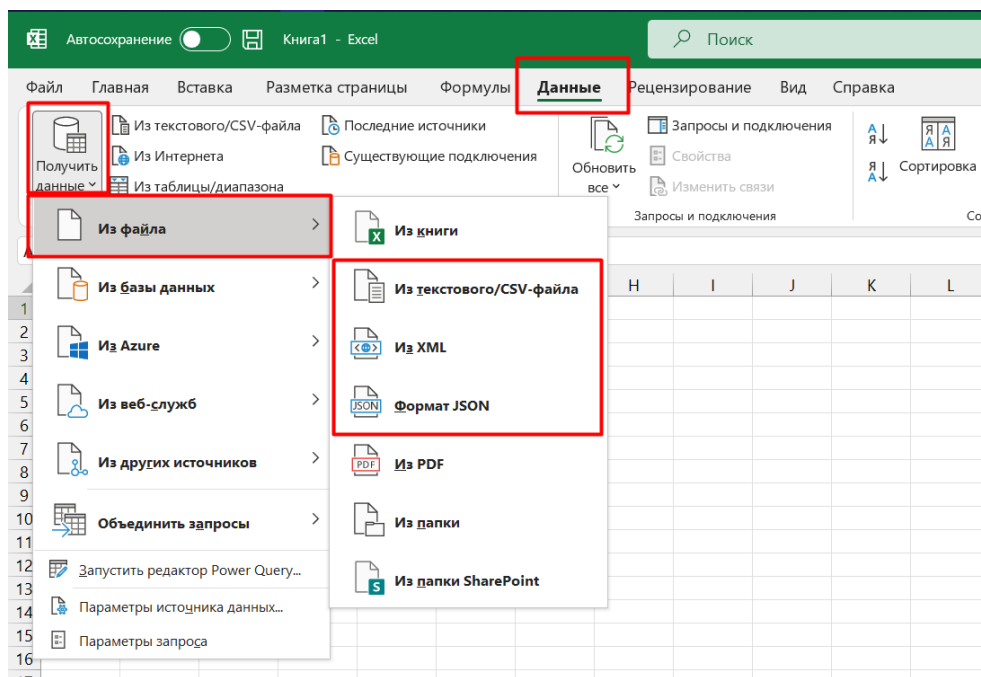 Автосохранение
Книга1 - Excel
Поиск
Файл Главная Вставка Разметка страницы Формулы Данные Рецензирование Вид Справка
Получить данные
Из текстового/CSV-файла
Из Интернета
Из таблицы/диапазона
Последние источники
Существующие подключения
Обновить все
Запросы и подключения
Свойства
Изменить связи
Запросы и подключения
А
Я
Я
А
Я А
А Я
Сортировка
Со
Из файла
Из базы данных
Из Azure
Из веб-служб
Из других источников
Объединить запросы
Запустить редактор Power Query...
Параметры источника данных...
Параметры запроса
Из книги
Из текстового/CSV-файла
Из XML
JSON
Формат JSON
PDF
Из PDF
Из папки
Из папки SharePoint
H I J K L
1
2
3
4
5
6
7
8
9
10
11
12
13
14
15
16